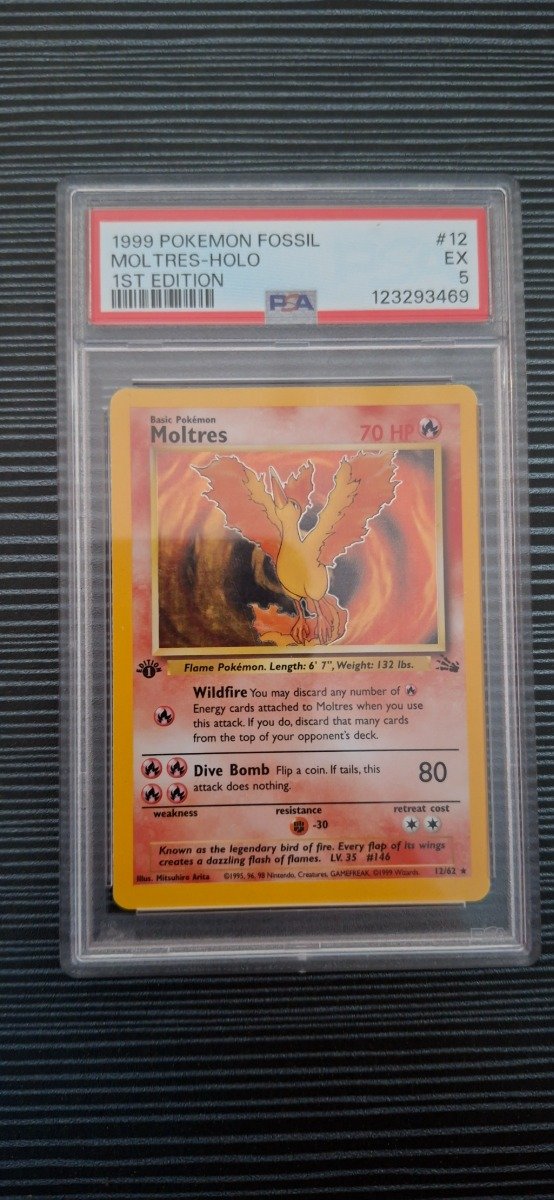 1999 POKEMON FOSSIL #12
MOLTRES-HOLO EX
1ST EDITION 5
PSA 123293469
Basic Pokémon
Moltres 70 HP
Flame Pokémon. Length: 6' 7", Weight: 132 lbs.
EDITION
1
Wildfire You may discard any number of
Energy cards attached to Moltres when you use
this attack. If you do, discard that many cards
from the top of your opponent's deck.
Dive Bomb Flip a coin. If tails, this 80
attack does nothing.
weakness resistance retreat cost
-30
Known as the legendary bird of fire. Every flap of its wings
creates a dazzling flash of flames. LV. 35 #146
Illus. Mitsuhiro Arita ©1995, 96, 98 Nintendo, Creatures, GAMEFREAK. ©1999 Wizards. 12/62 ★